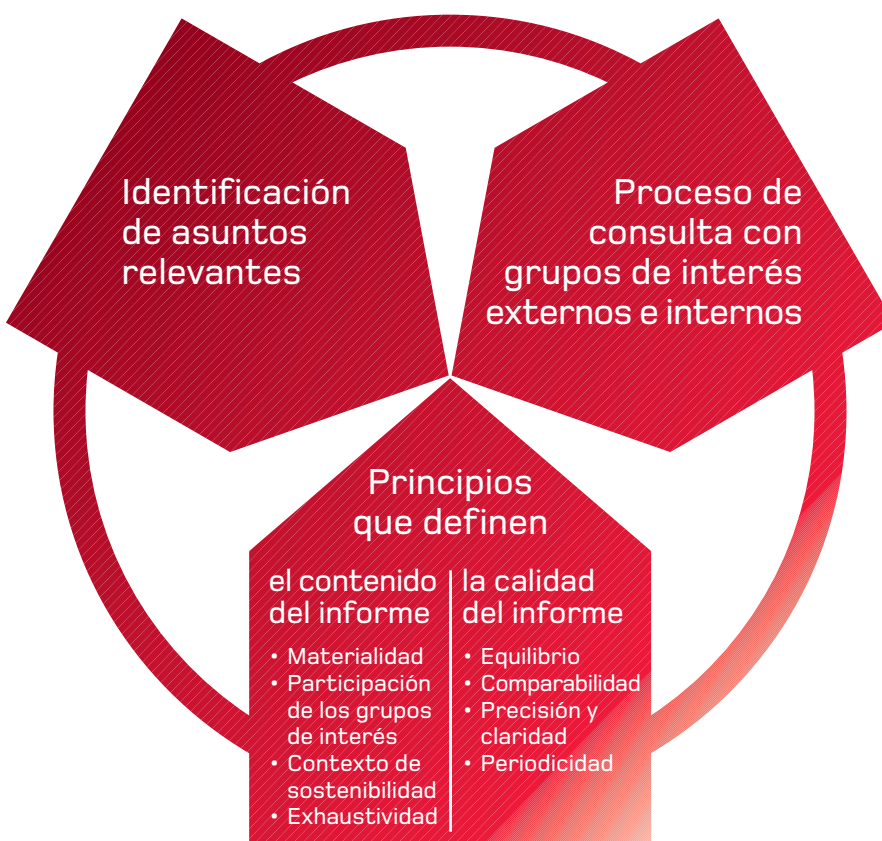 Identificación
de asuntos
relevantes
Proceso de
consulta con
grupos de interés
externos e internos
Principios
que definen
el contenido
del informe
• Materialidad
• Participación
de los grupos
de interés
• Contexto de
sostenibilidad
• Exhaustividad
la calidad
del informe
• Equilibrio
• Comparabilidad
• Precisión y
claridad
• Periodicidad